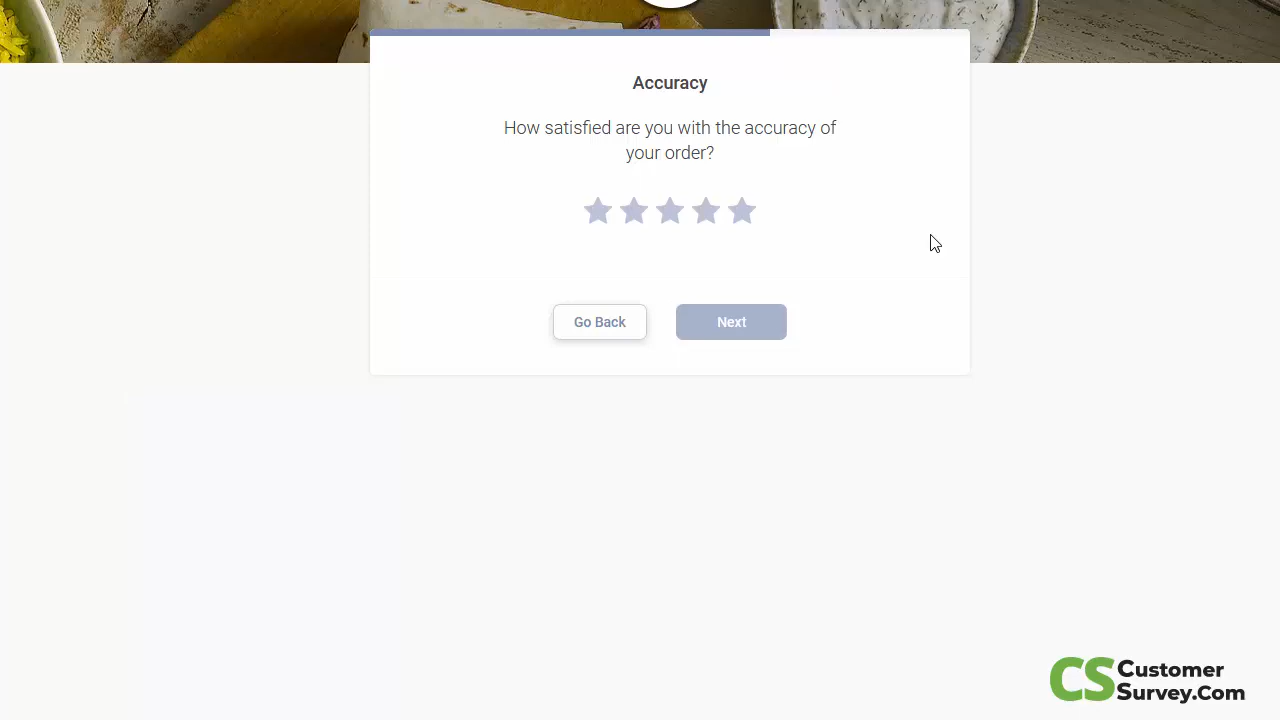 Accuracy
How satisfied are you with the accuracy of
your order?
Go Back
Next
CS Customer
Survey.Com